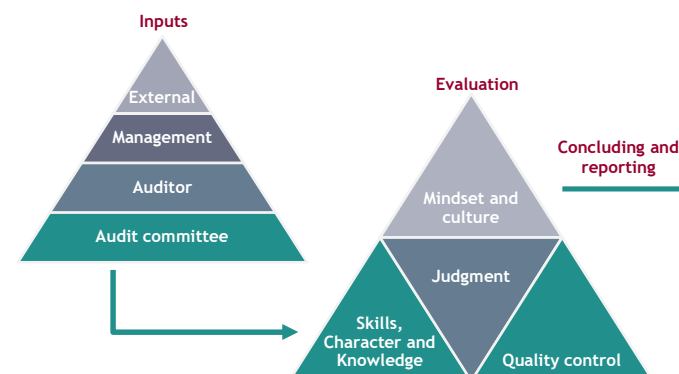 Inputs
External
Management
Auditor
Audit committee
Evaluation
Mindset and
culture
Judgment
Skills,
Character and
Knowledge
Quality control
Concluding and
reporting